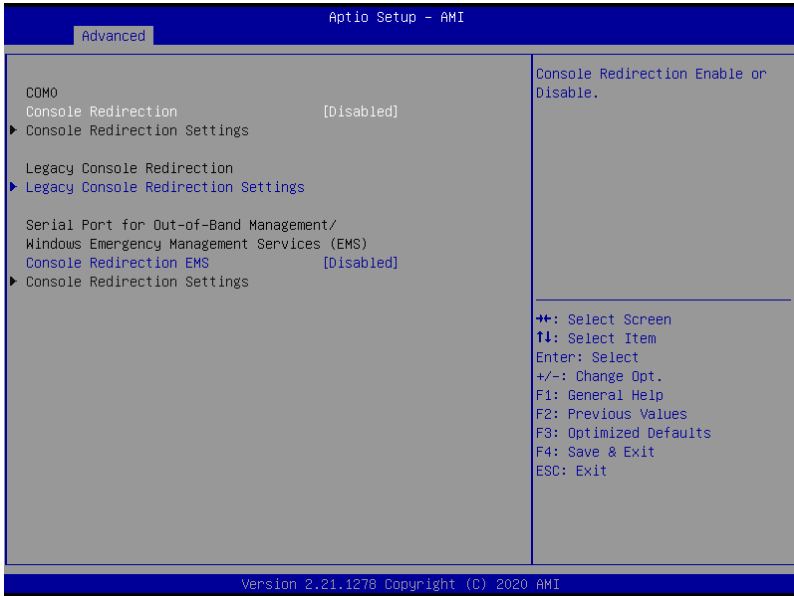 Aptio Setup – AMI
Advanced
COM0
Console Redirection [Disabled]
Console Redirection Settings
Legacy Console Redirection
Legacy Console Redirection Settings
Serial Port for Out-of-Band Management/
Windows Emergency Management Services (EMS)
Console Redirection EMS [Disabled]
Console Redirection Settings
Console Redirection Enable or
Disable.
→←: Select Screen
↑↓: Select Item
Enter: Select
+/-: Change Opt.
F1: General Help
F2: Previous Values
F3: Optimized Defaults
F4: Save & Exit
ESC: Exit
Version 2.21.1278 Copyright (C) 2020 AMI